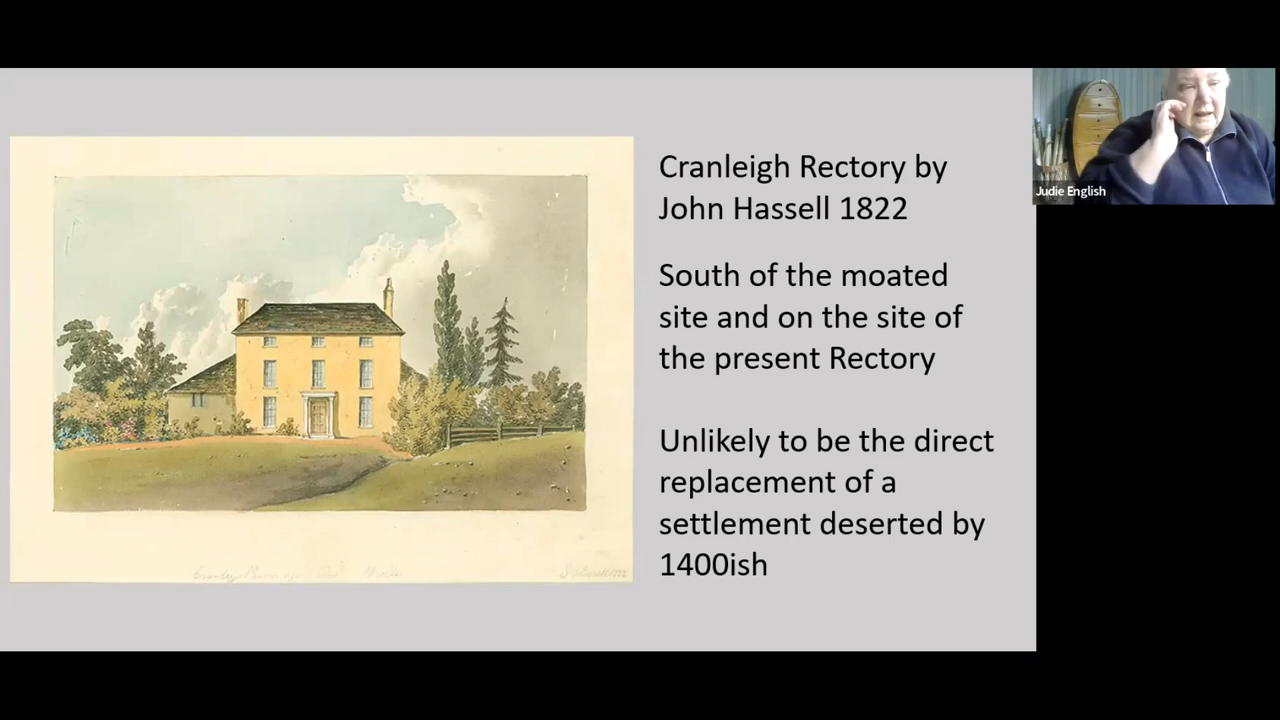 Cranleigh Rectory by
John Hassell 1822
South of the moated
site and on the site of
the present Rectory
Unlikely to be the direct
replacement of a
settlement deserted by
1400ish
Judie English